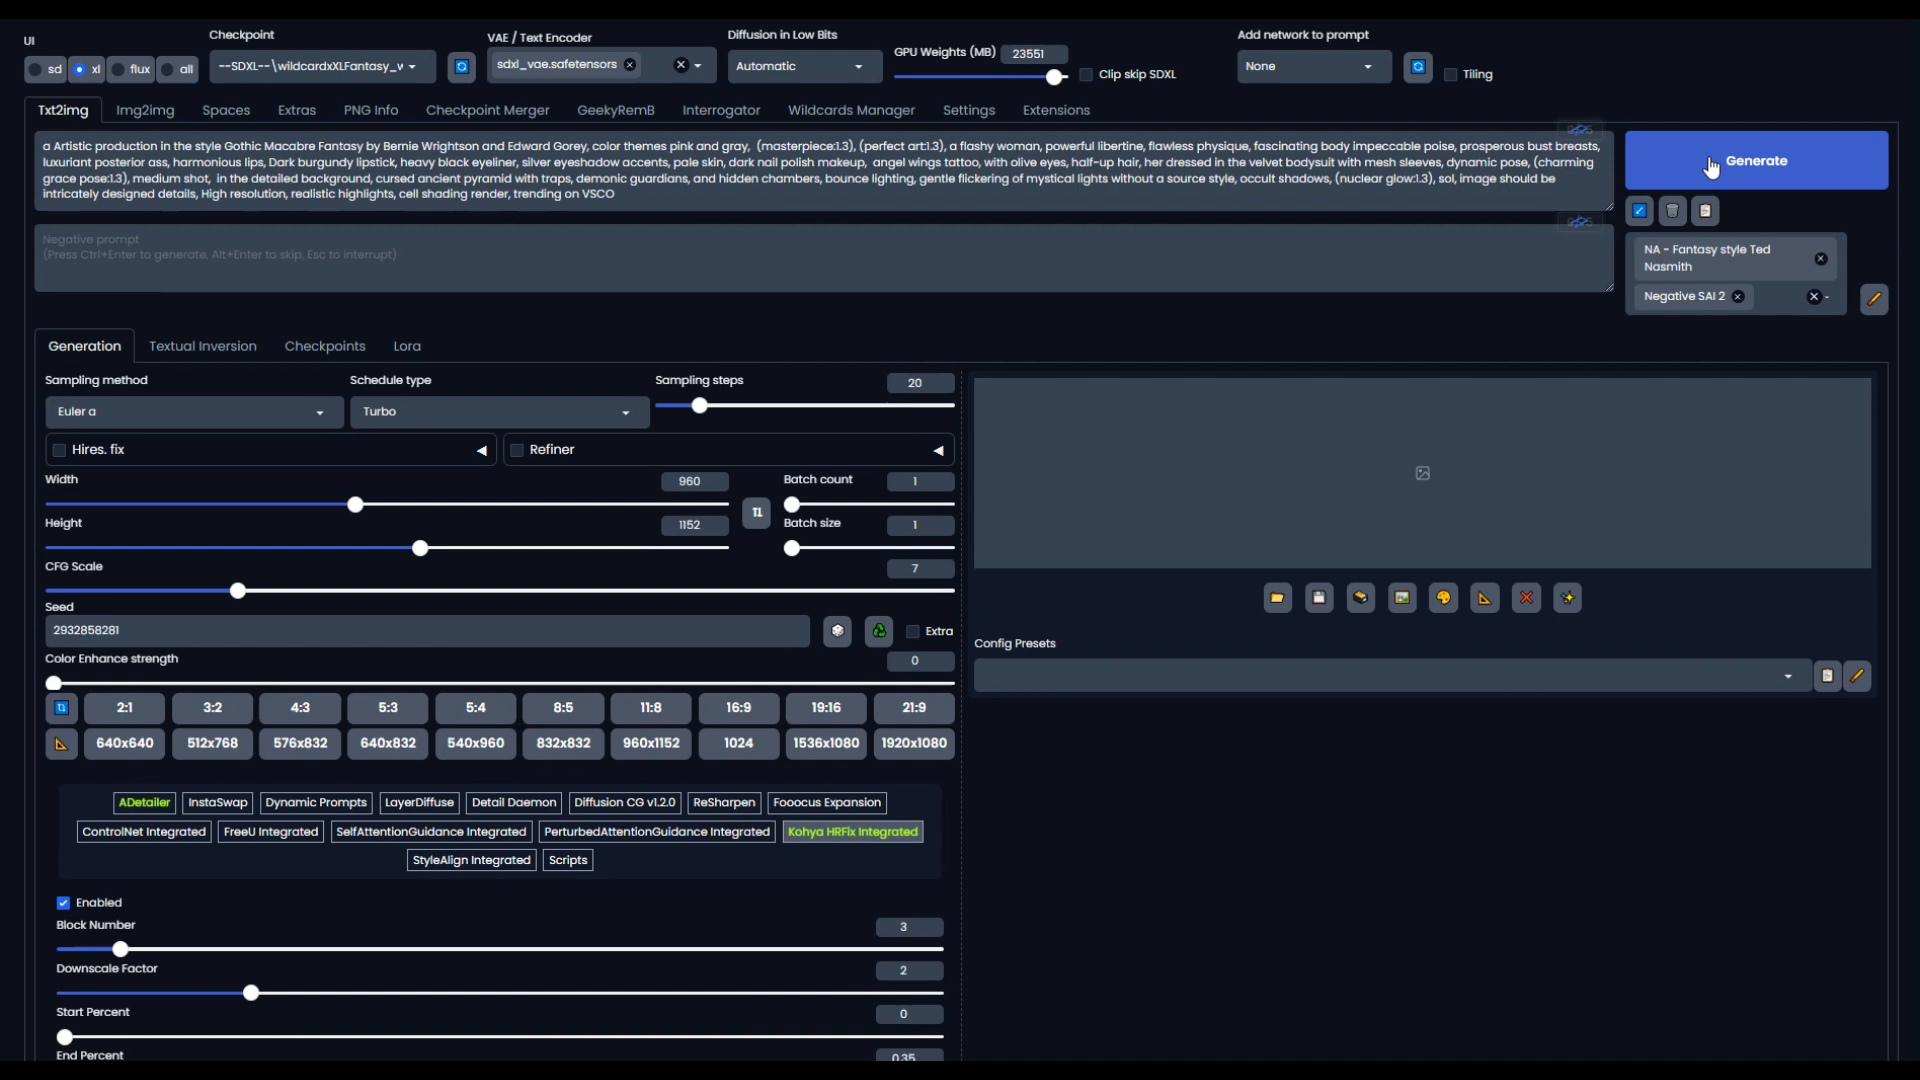 UI
Checkpoint
VAE / Text Encoder
Diffusion in Low Bits
GPU Weights (MB)
23551
Add network to prompt
sd
xl
flux
all
--SDXL--\wildcardxXLFantasy_v
sdxl_vae.safetensors
Automatic
Clip skip SDXL
None
Tiling
Txt2img
Img2img
Spaces
Extras
PNG Info
Checkpoint Merger
GeekyRemB
Interrogator
Wildcards Manager
Settings
Extensions
a Artistic production in the style Gothic Macabre Fantasy by Bernie Wrightson and Edward Gorey, color themes pink and gray, (masterpiece:1.3), (perfect art:1.3), a flashy woman, powerful libertine, flawless physique, fascinating body impeccable poise, prosperous bust breasts,
luxuriant posterior ass, harmonious lips, Dark burgundy lipstick, heavy black eyeliner, silver eyeshadow accents, pale skin, dark nail polish makeup, angel wings tattoo, with olive eyes, half-up hair, her dressed in the velvet bodysuit with mesh sleeves, dynamic pose, (charming
grace pose:1.3), medium shot, in the detailed background, cursed ancient pyramid with traps, demonic guardians, and hidden chambers, bounce lighting, gentle flickering of mystical lights without a source style, occult shadows, (nuclear glow:1.3), sol, image should be
intricately designed details, High resolution, realistic highlights, cell shading render, trending on VSCO
Generate
Negative prompt
(Press Ctrl+Enter to generate, Alt+Enter to skip, Esc to interrupt)
NA - Fantasy style Ted
Nasmith
Negative SAI 2
Generation
Textual Inversion
Checkpoints
Lora
Sampling method
Schedule type
Sampling steps
20
Euler a
Turbo
Hires. fix
Refiner
Width
960
Batch count
1
Height
1152
Batch size
1
CFG Scale
7
Seed
2932858281
Extra
Color Enhance strength
0
Config Presets
2:1
3:2
4:3
5:3
5:4
8:5
11:8
16:9
19:16
21:9
640x640
512x768
576x832
640x832
540x960
832x832
960x1152
1024
1536x1080
1920x1080
ADetailer
InstaSwap
Dynamic Prompts
LayerDiffuse
Detail Daemon
Diffusion CG v1.2.0
ReSharpen
Fooocus Expansion
ControlNet Integrated
FreeU Integrated
SelfAttentionGuidance Integrated
PerturbedAttentionGuidance Integrated
Kohya HRFix Integrated
StyleAlign Integrated
Scripts
Enabled
Block Number
3
Downscale Factor
2
Start Percent
0
End Percent
0.35